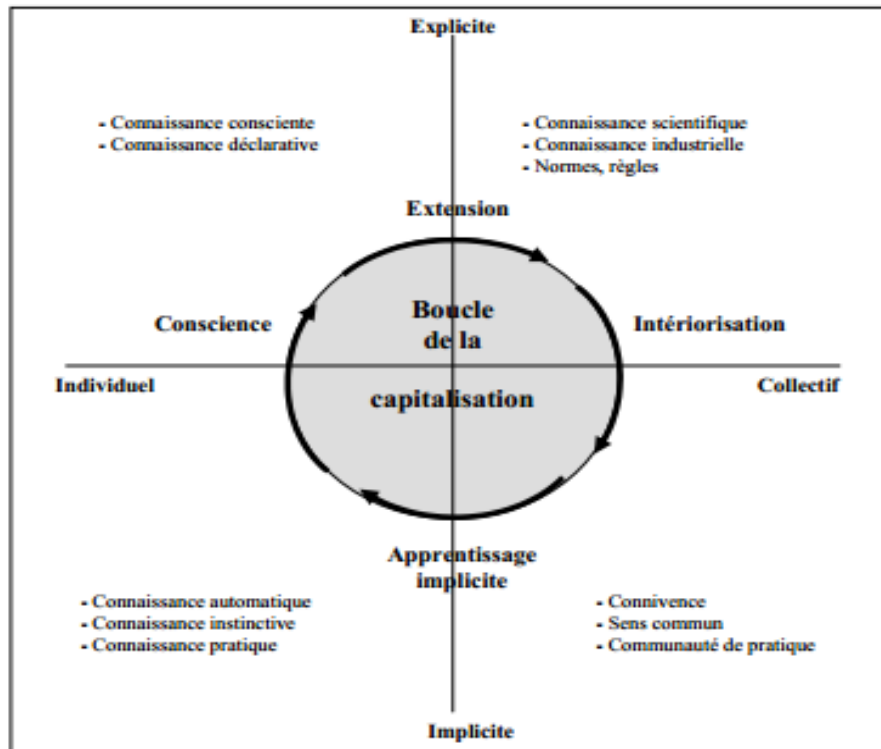 Explicite
- Connaissance consciente
- Connaissance déclarative
- Connaissance scientifique
- Connaissance industrielle
- Normes, règles
Extension
Conscience
Boucle
de la
Intériorisation
Individuel
capitalisation
Collectif
Apprentissage
implicite
- Connaissance automatique
- Connaissance instinctive
- Connaissance pratique
- Connivence
- Sens commun
- Communauté de pratique
Implicite